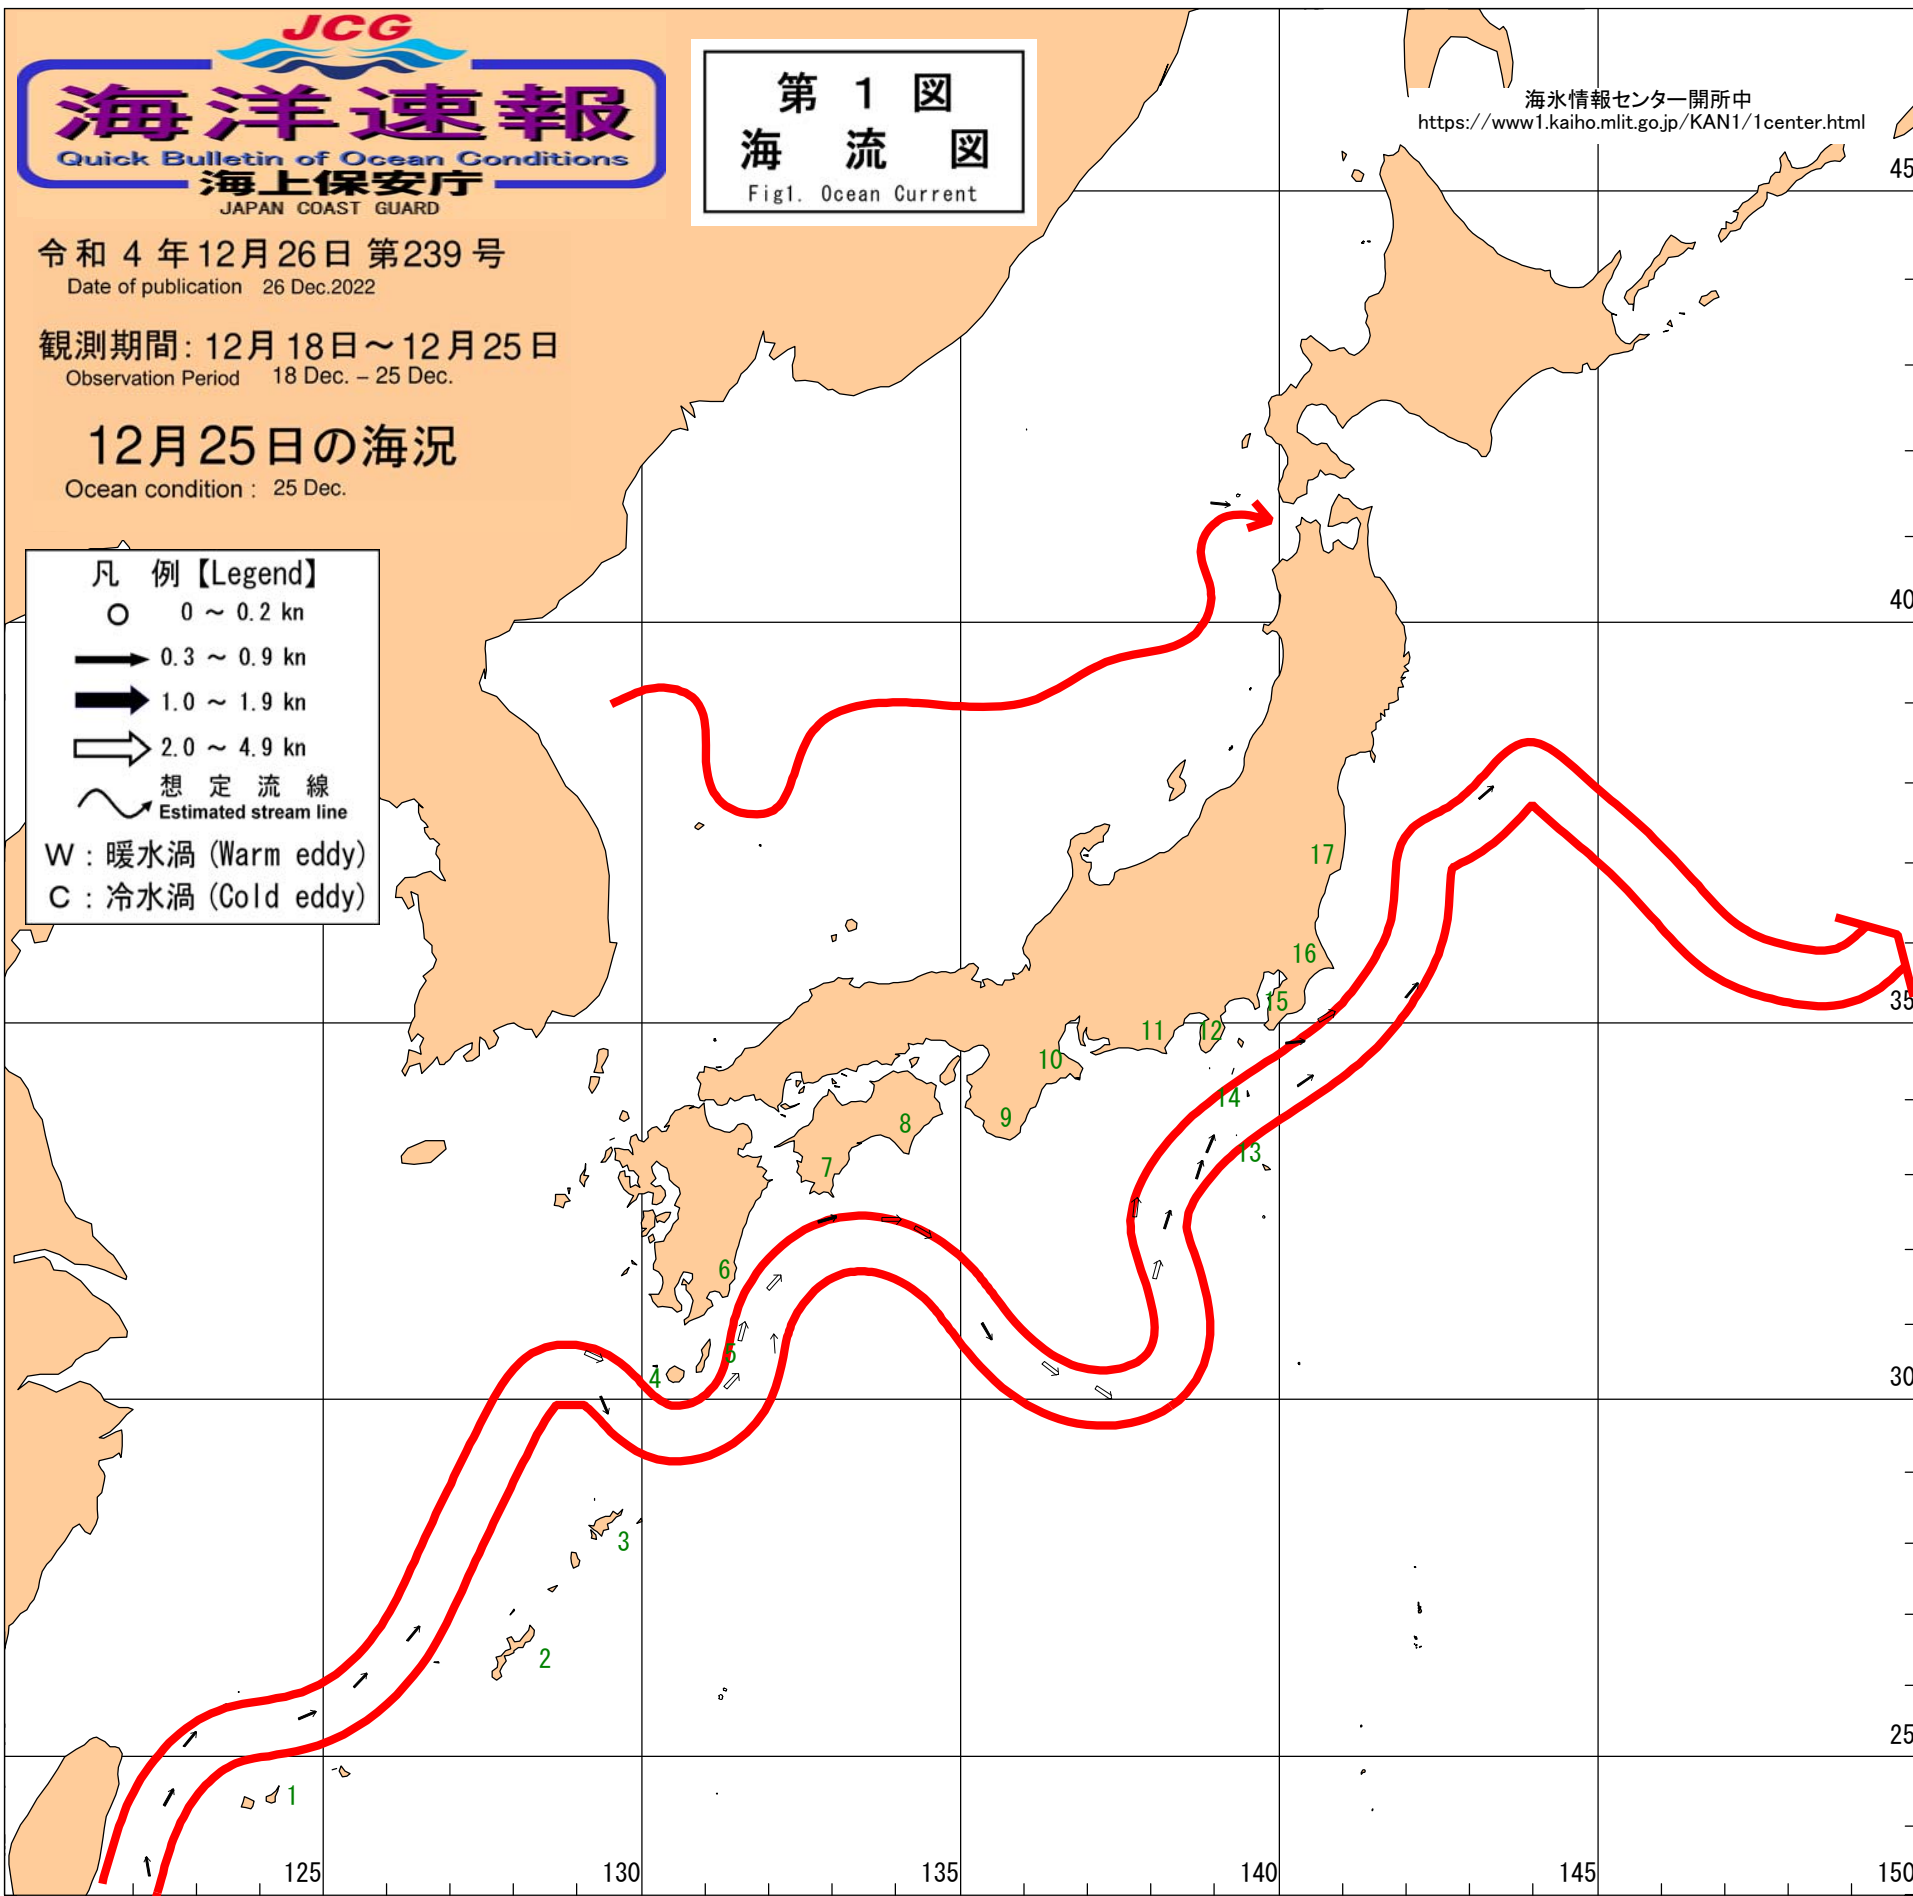 JCG
海洋速報
Quick Bulletin of Ocean Conditions
海上保安庁
JAPAN COAST GUARD
第 1 図
海 流 図
Fig1. Ocean Current
海氷情報センター開所中
https://www1.kaiho.mlit.go.jp/KAN1/1center.html
令和 4 年12月26日 第239号
Date of publication 26 Dec.2022
観測期間: 12月18日～12月25日
Observation Period 18 Dec. – 25 Dec.
12月25日の海況
Ocean condition : 25 Dec.
凡 例【Legend】
0 ～ 0.2 kn
0.3 ～ 0.9 kn
1.0 ～ 1.9 kn
2.0 ～ 4.9 kn
想 定 流 線
Estimated stream line
W : 暖水渦 (Warm eddy)
C : 冷水渦 (Cold eddy)
45
40
17
16
35
15
11
12
10
14
9
8
13
7
6
5
4
30
3
2
25
1
125
130
135
140
145
150